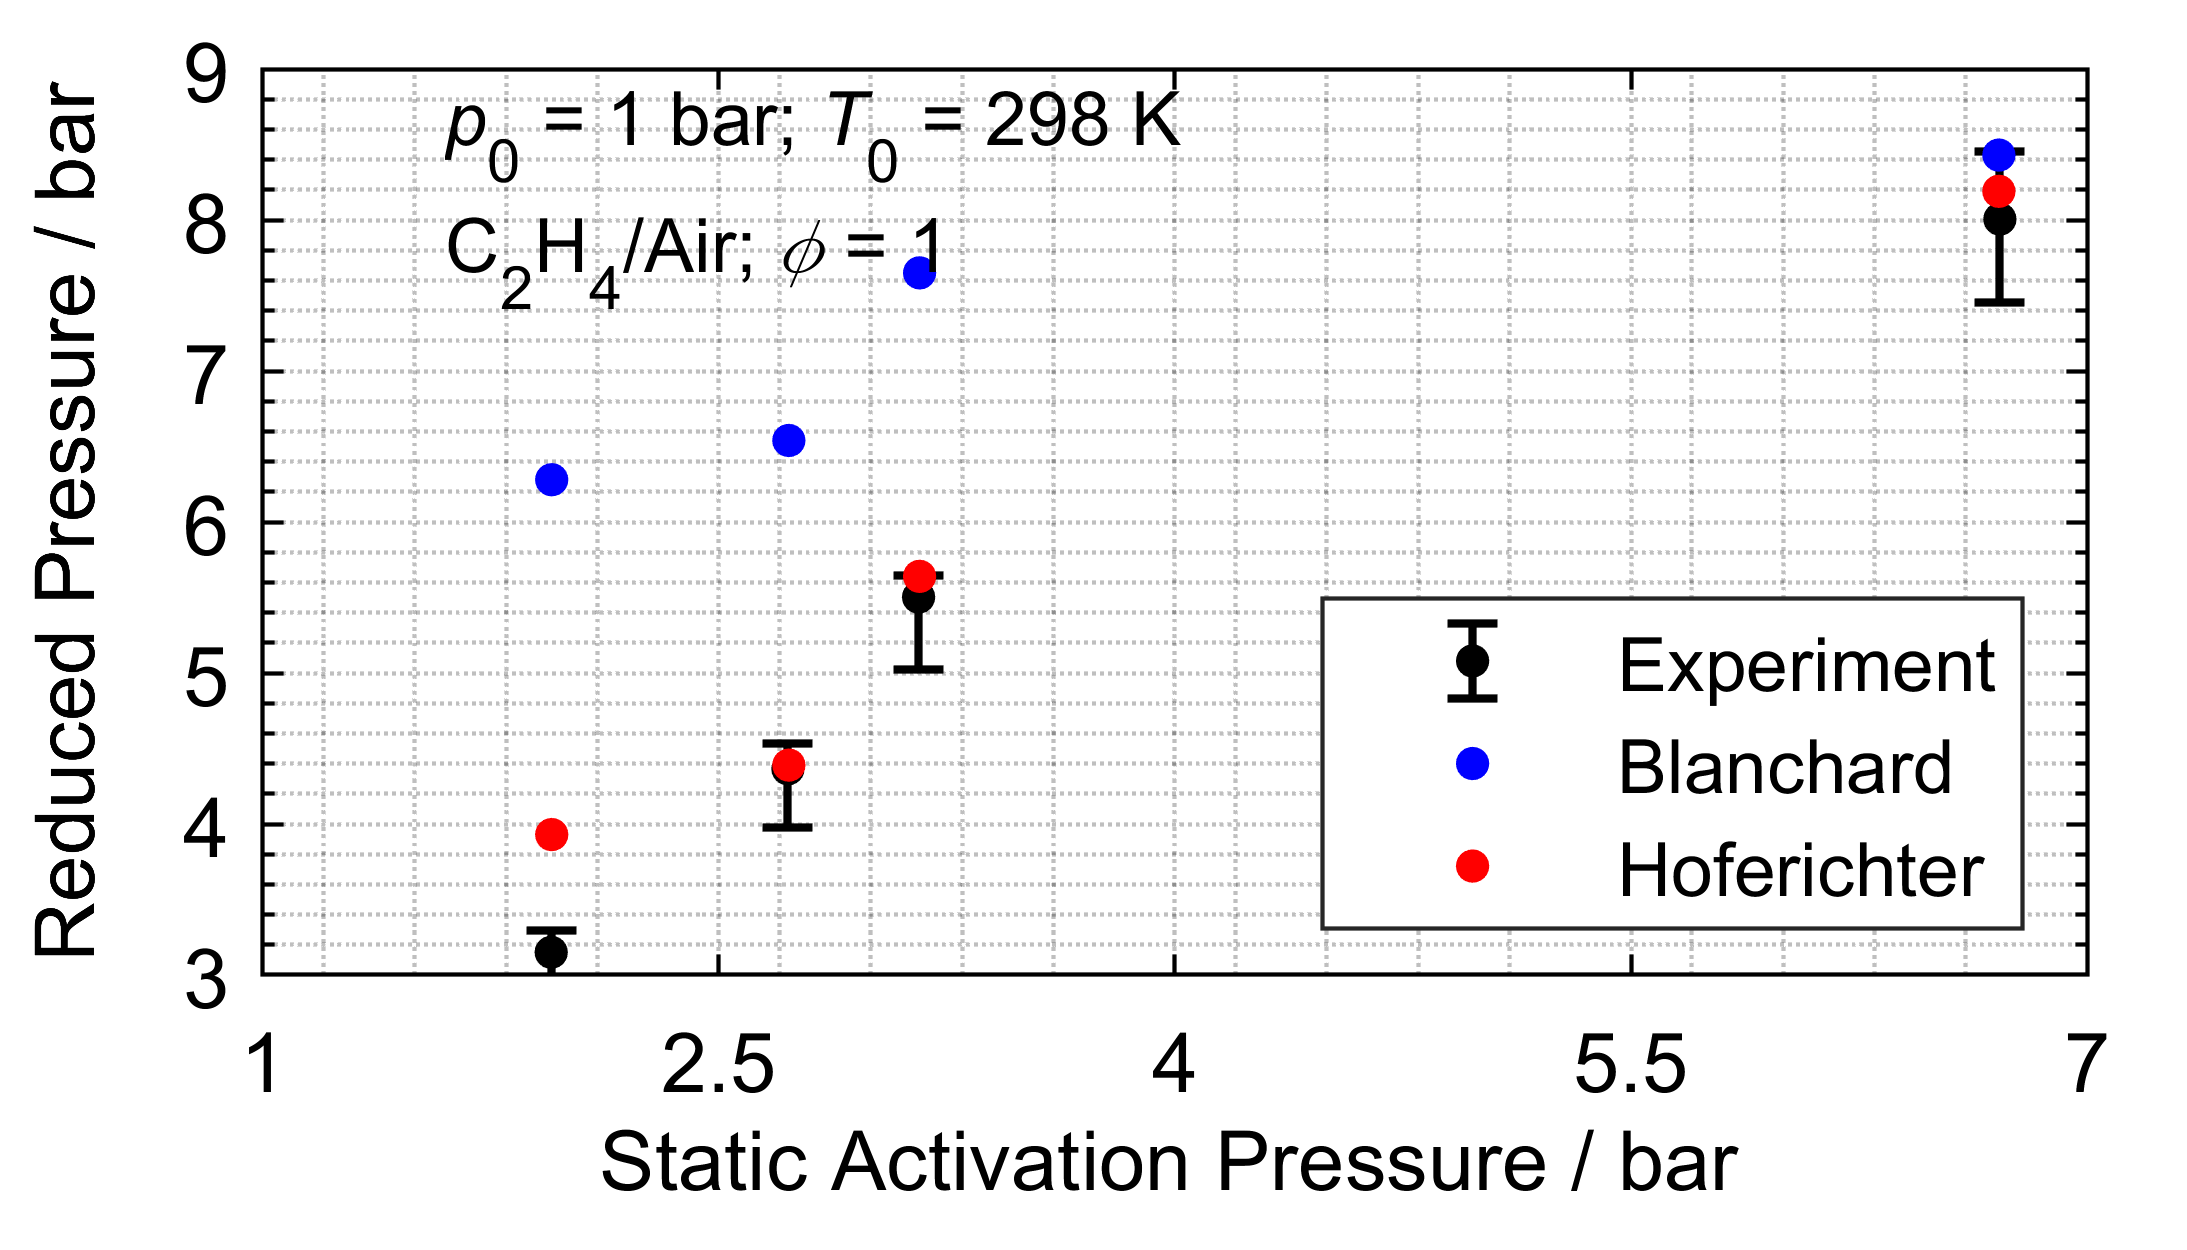 Reduced Pressure / bar
9
8
7
6
5
4
3
p0 = 1 bar; T0 = 298 K
C2H4/Air; ϕ = 1
Experiment
Blanchard
Hoferichter
1 2.5 4 5.5 7
Static Activation Pressure / bar